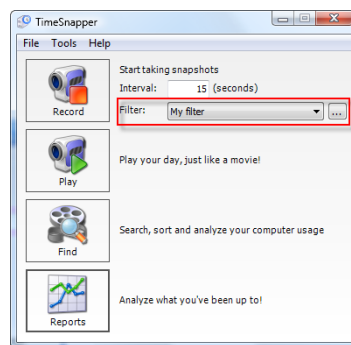 TimeSnapper
File Tools Help
Start taking snapshots
Interval: 15 (seconds)
Record
Filter: My filter ...
Play your day, just like a movie!
Play
Search, sort and analyze your computer usage
Find
Analyze what you've been up to!
Reports